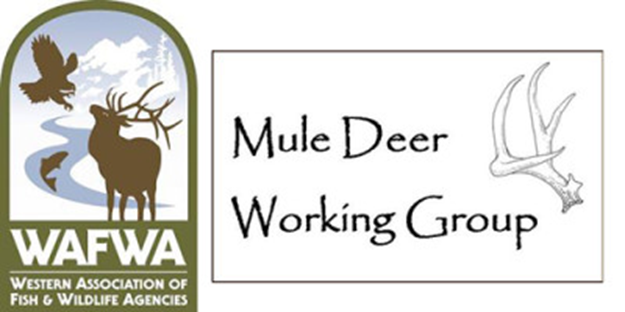 WAFWA
WESTERN ASSOCIATION OF
FISH & WILDLIFE AGENCIES
Mule Deer
Working Group